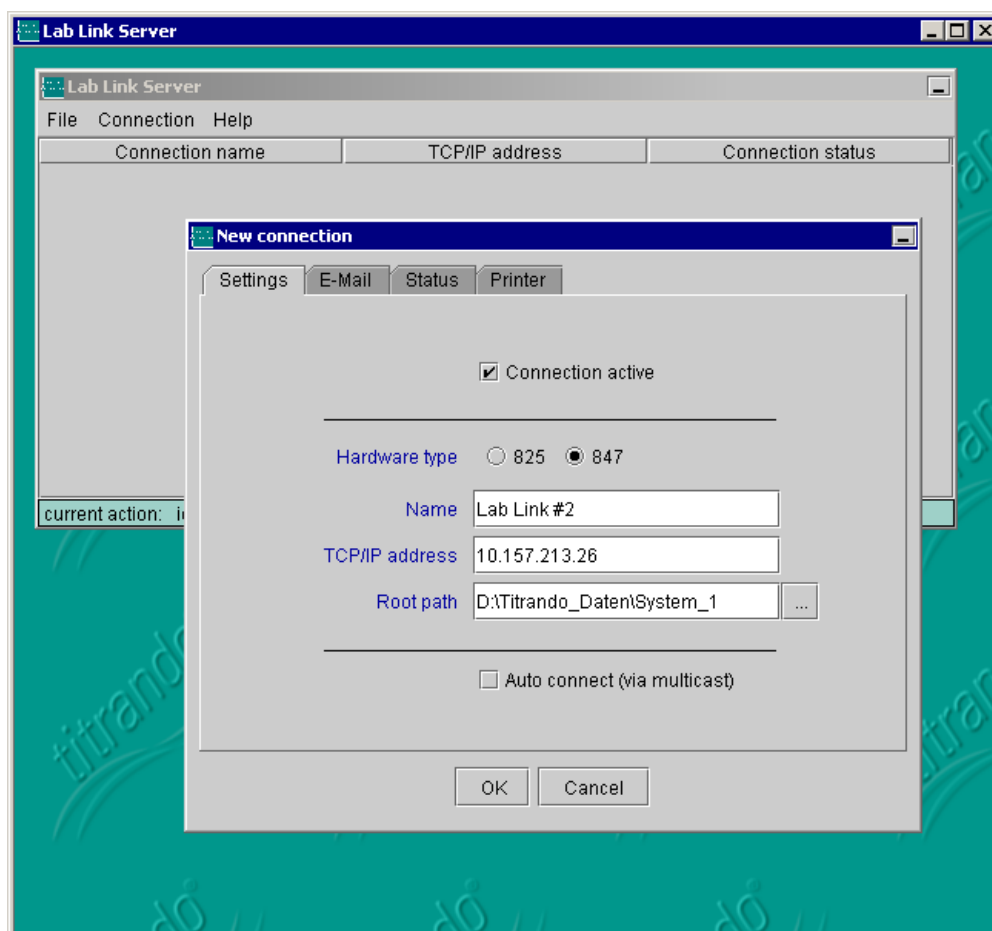 Lab Link Server
Lab Link Server
File Connection Help
Connection name TCP/IP address Connection status
New connection
Settings E-Mail Status Printer
Connection active
Hardware type 825 847
Name Lab Link #2
TCP/IP address 10.157.213.26
Root path D:\Titrando_Daten\System_1 ...
Auto connect (via multicast)
OK Cancel
current action:
titrando